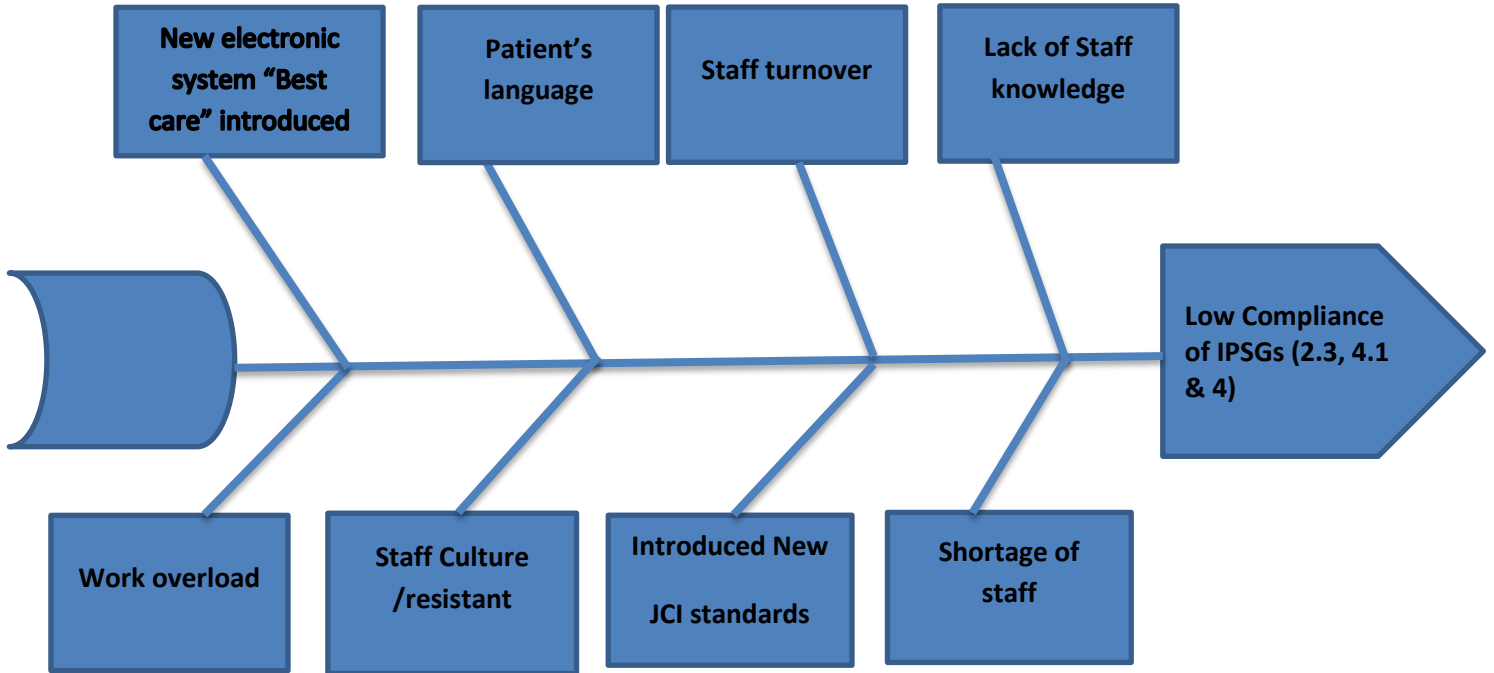 New electronic
system “Best
care” introduced
Patient’s
language
Staff turnover
Lack of Staff
knowledge
Low Compliance
of IPSGs (2.3, 4.1
& 4)
Work overload
Staff Culture
/resistant
Introduced New
JCI standards
Shortage of
staff